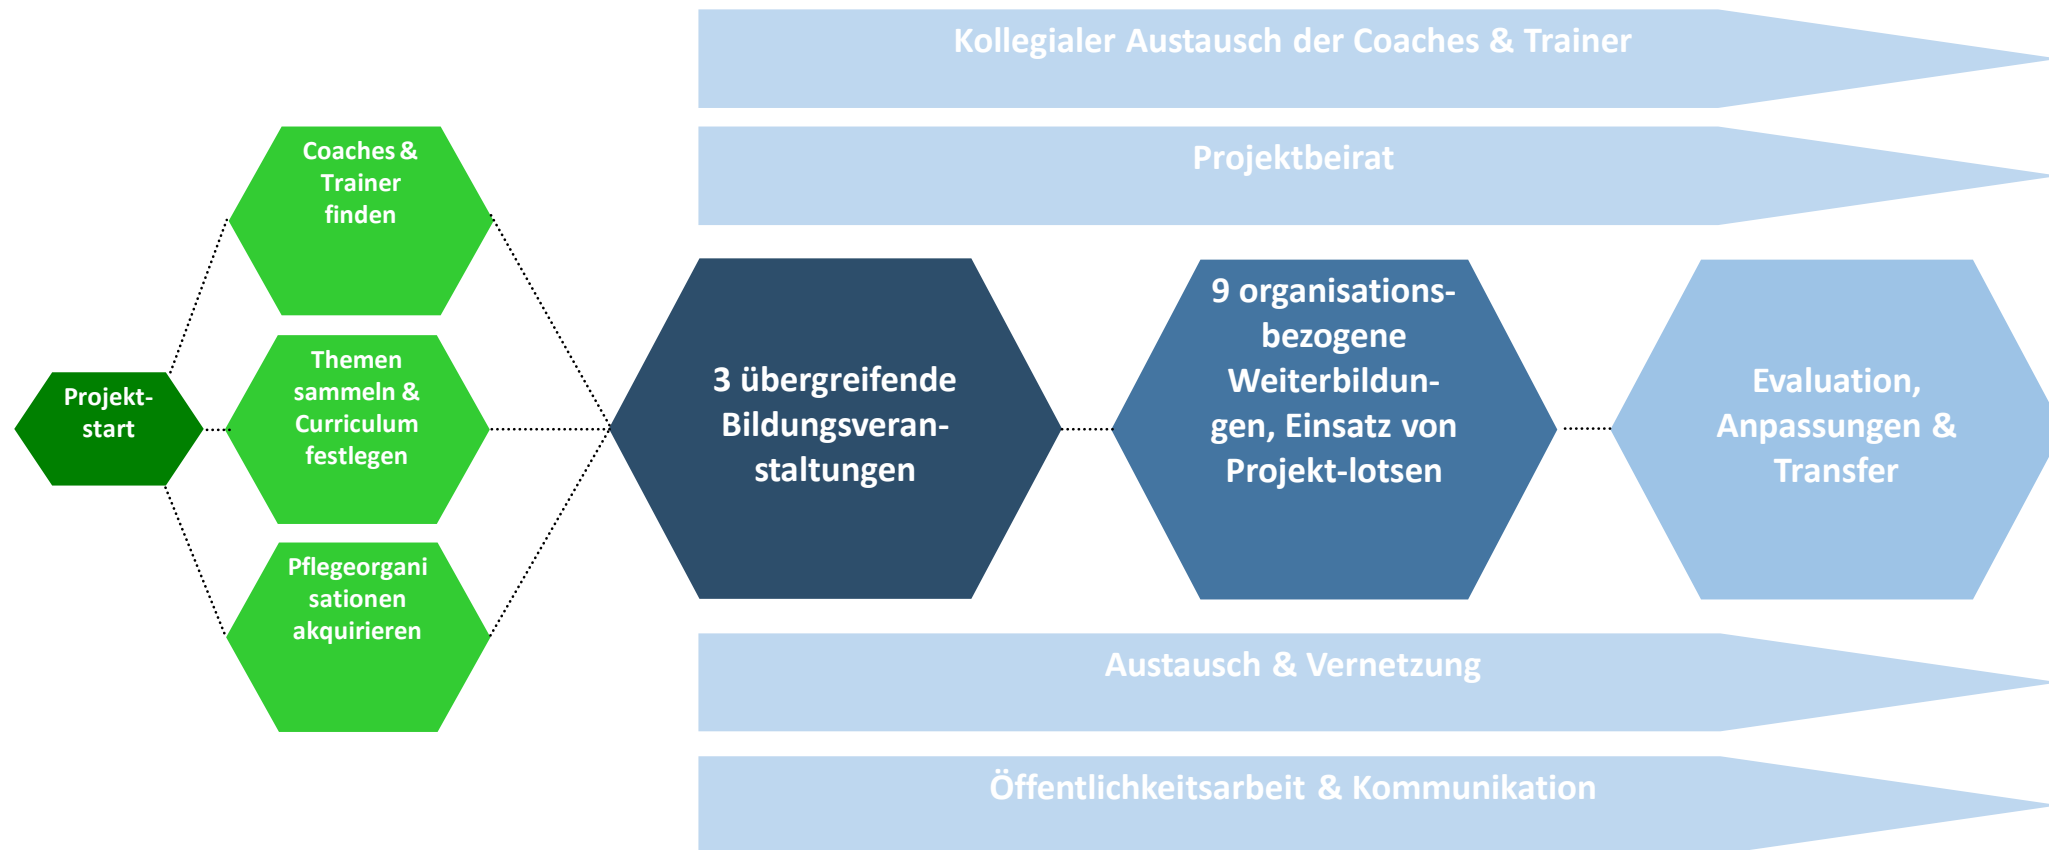 Kollegialer Austausch der Coaches & Trainer
Projektbeirat
Projekt-
start
Coaches &
Trainer
finden
Themen
sammeln &
Curriculum
festlegen
Pflegeorgani
sationen
akquirieren
3 übergreifende
Bildungsveran-
staltungen
9 organisations-
bezogene
Weiterbildun-
gen, Einsatz von
Projekt-lotsen
Evaluation,
Anpassungen &
Transfer
Austausch & Vernetzung
Öffentlichkeitsarbeit & Kommunikation